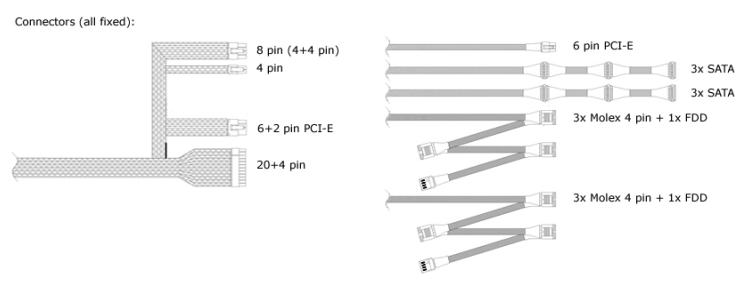 Connectors (all fixed):
8 pin (4+4 pin)
4 pin
6+2 pin PCI-E
20+4 pin
6 pin PCI-E
3x SATA
3x SATA
3x Molex 4 pin + 1x FDD
3x Molex 4 pin + 1x FDD